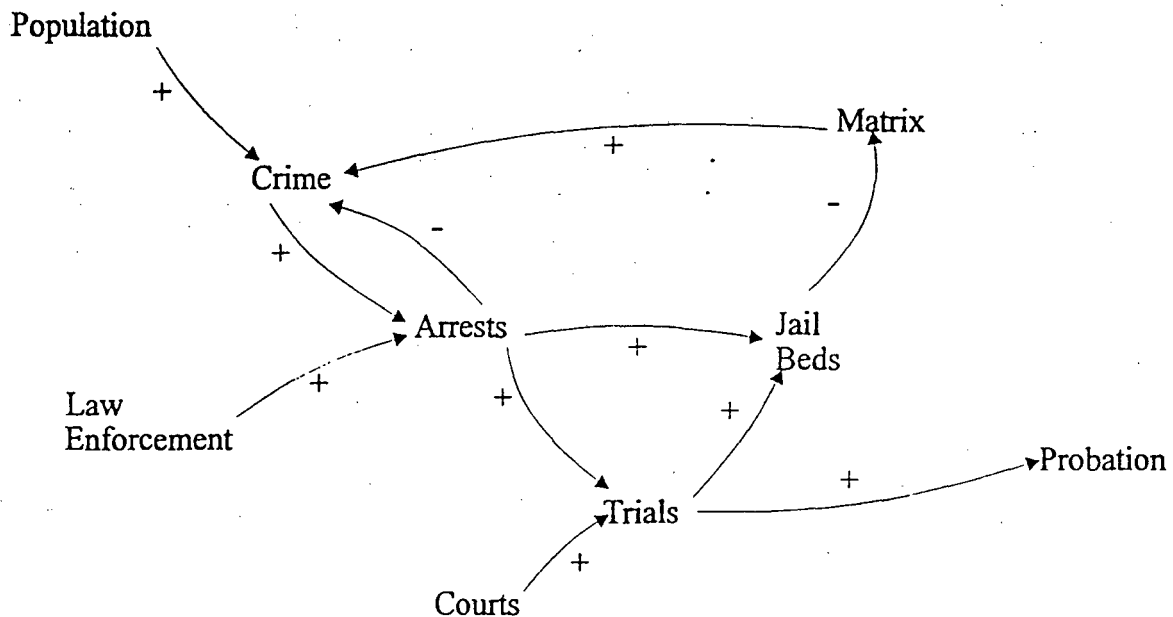 Population
+
Matrix
+
Crime
-
-
+
Arrests
Jail
Beds
+
+
Law
Enforcement
+
+
+
Probation
+
Trials
+
Courts